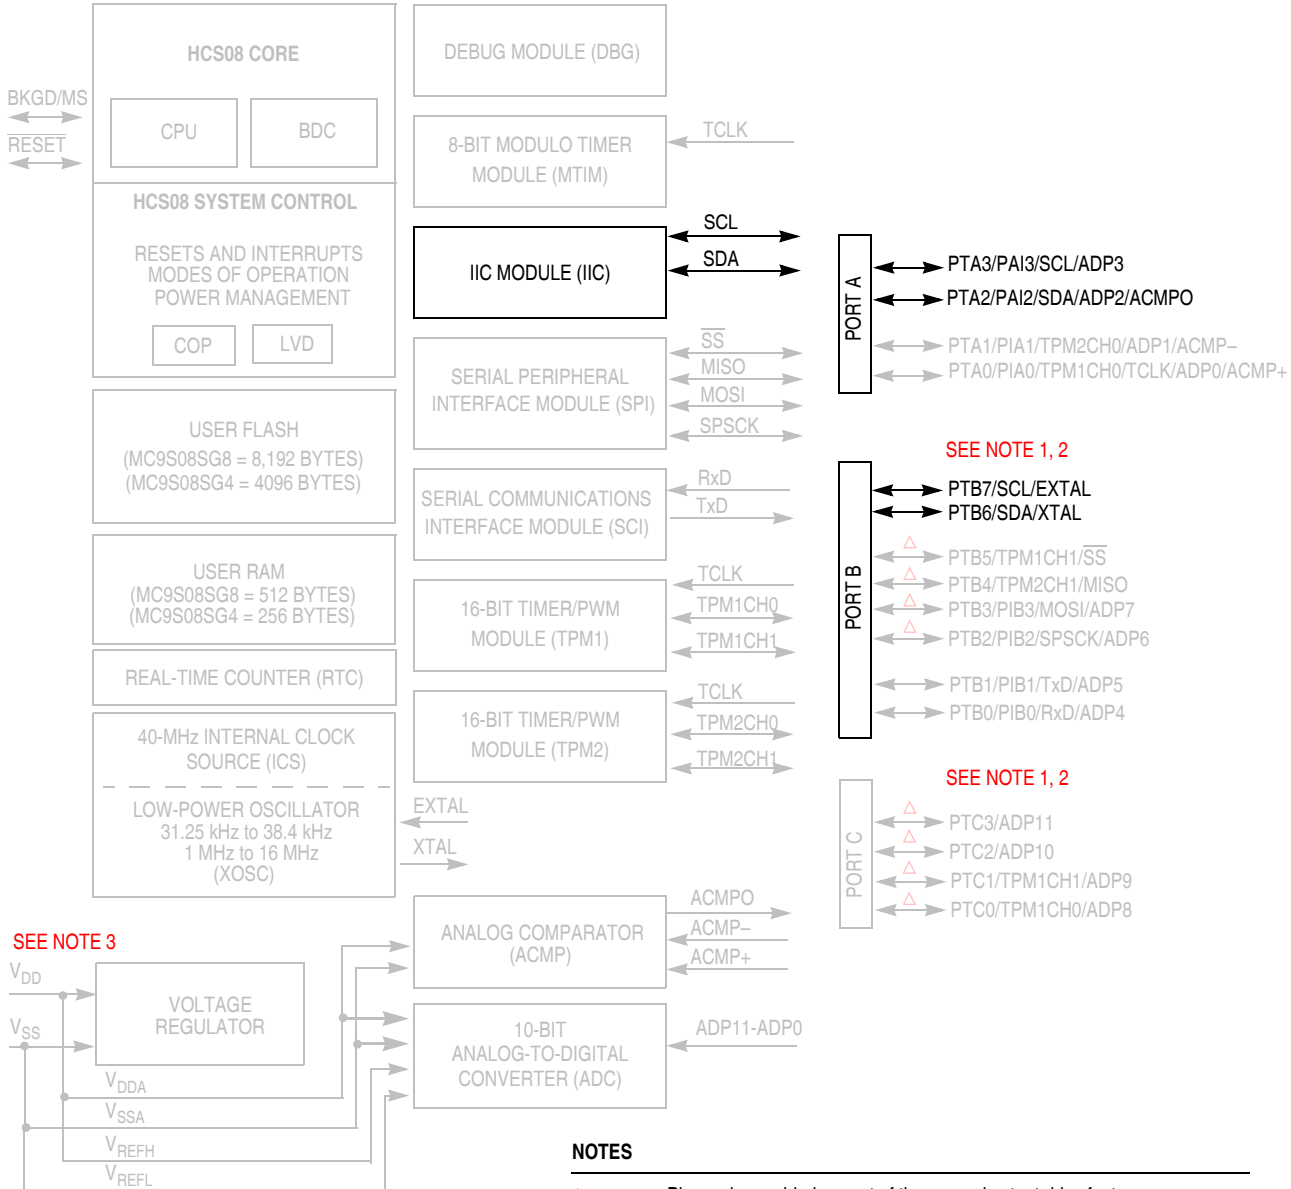 HCS08 CORE
CPU
BDC
BKGD/MS
RESET
HCS08 SYSTEM CONTROL
RESETS AND INTERRUPTS
MODES OF OPERATION
POWER MANAGEMENT
COP
LVD
USER FLASH
(MC9S08SG8 = 8,192 BYTES)
(MC9S08SG4 = 4096 BYTES)
USER RAM
(MC9S08SG8 = 512 BYTES)
(MC9S08SG4 = 256 BYTES)
REAL-TIME COUNTER (RTC)
40-MHz INTERNAL CLOCK
SOURCE (ICS)
LOW-POWER OSCILLATOR
31.25 kHz to 38.4 kHz
1 MHz to 16 MHz
(XOSC)
EXTAL
XTAL
SEE NOTE 3
VDD
VSS
VOLTAGE
REGULATOR
VDDA
VSSA
VREFH
VREFL
DEBUG MODULE (DBG)
8-BIT MODULO TIMER
MODULE (MTIM)
TCLK
IIC MODULE (IIC)
SCL
SDA
SERIAL PERIPHERAL
INTERFACE MODULE (SPI)
SS
MISO
MOSI
SPSCK
SERIAL COMMUNICATIONS
INTERFACE MODULE (SCI)
RxD
TxD
16-BIT TIMER/PWM
MODULE (TPM1)
TCLK
TPM1CH0
TPM1CH1
16-BIT TIMER/PWM
MODULE (TPM2)
TCLK
TPM2CH0
TPM2CH1
ANALOG COMPARATOR
(ACMP)
ACMPO
ACMP–
ACMP+
10-BIT
ANALOG-TO-DIGITAL
CONVERTER (ADC)
ADP11-ADP0
PORT A
PTA3/PAI3/SCL/ADP3
PTA2/PAI2/SDA/ADP2/ACMPO
PTA1/PIA1/TPM2CH0/ADP1/ACMP–
PTA0/PIA0/TPM1CH0/TCLK/ADP0/ACMP+
SEE NOTE 1, 2
PORT B
PTB7/SCL/EXTAL
PTB6/SDA/XTAL
PTB5/TPM1CH1/SS
PTB4/TPM2CH1/MISO
PTB3/PIB3/MOSI/ADP7
PTB2/PIB2/SPSCK/ADP6
PTB1/PIB1/TxD/ADP5
PTB0/PIB0/RxD/ADP4
SEE NOTE 1, 2
PORT C
PTC3/ADP11
PTC2/ADP10
PTC1/TPM1CH1/ADP9
PTC0/TPM1CH0/ADP8
NOTES